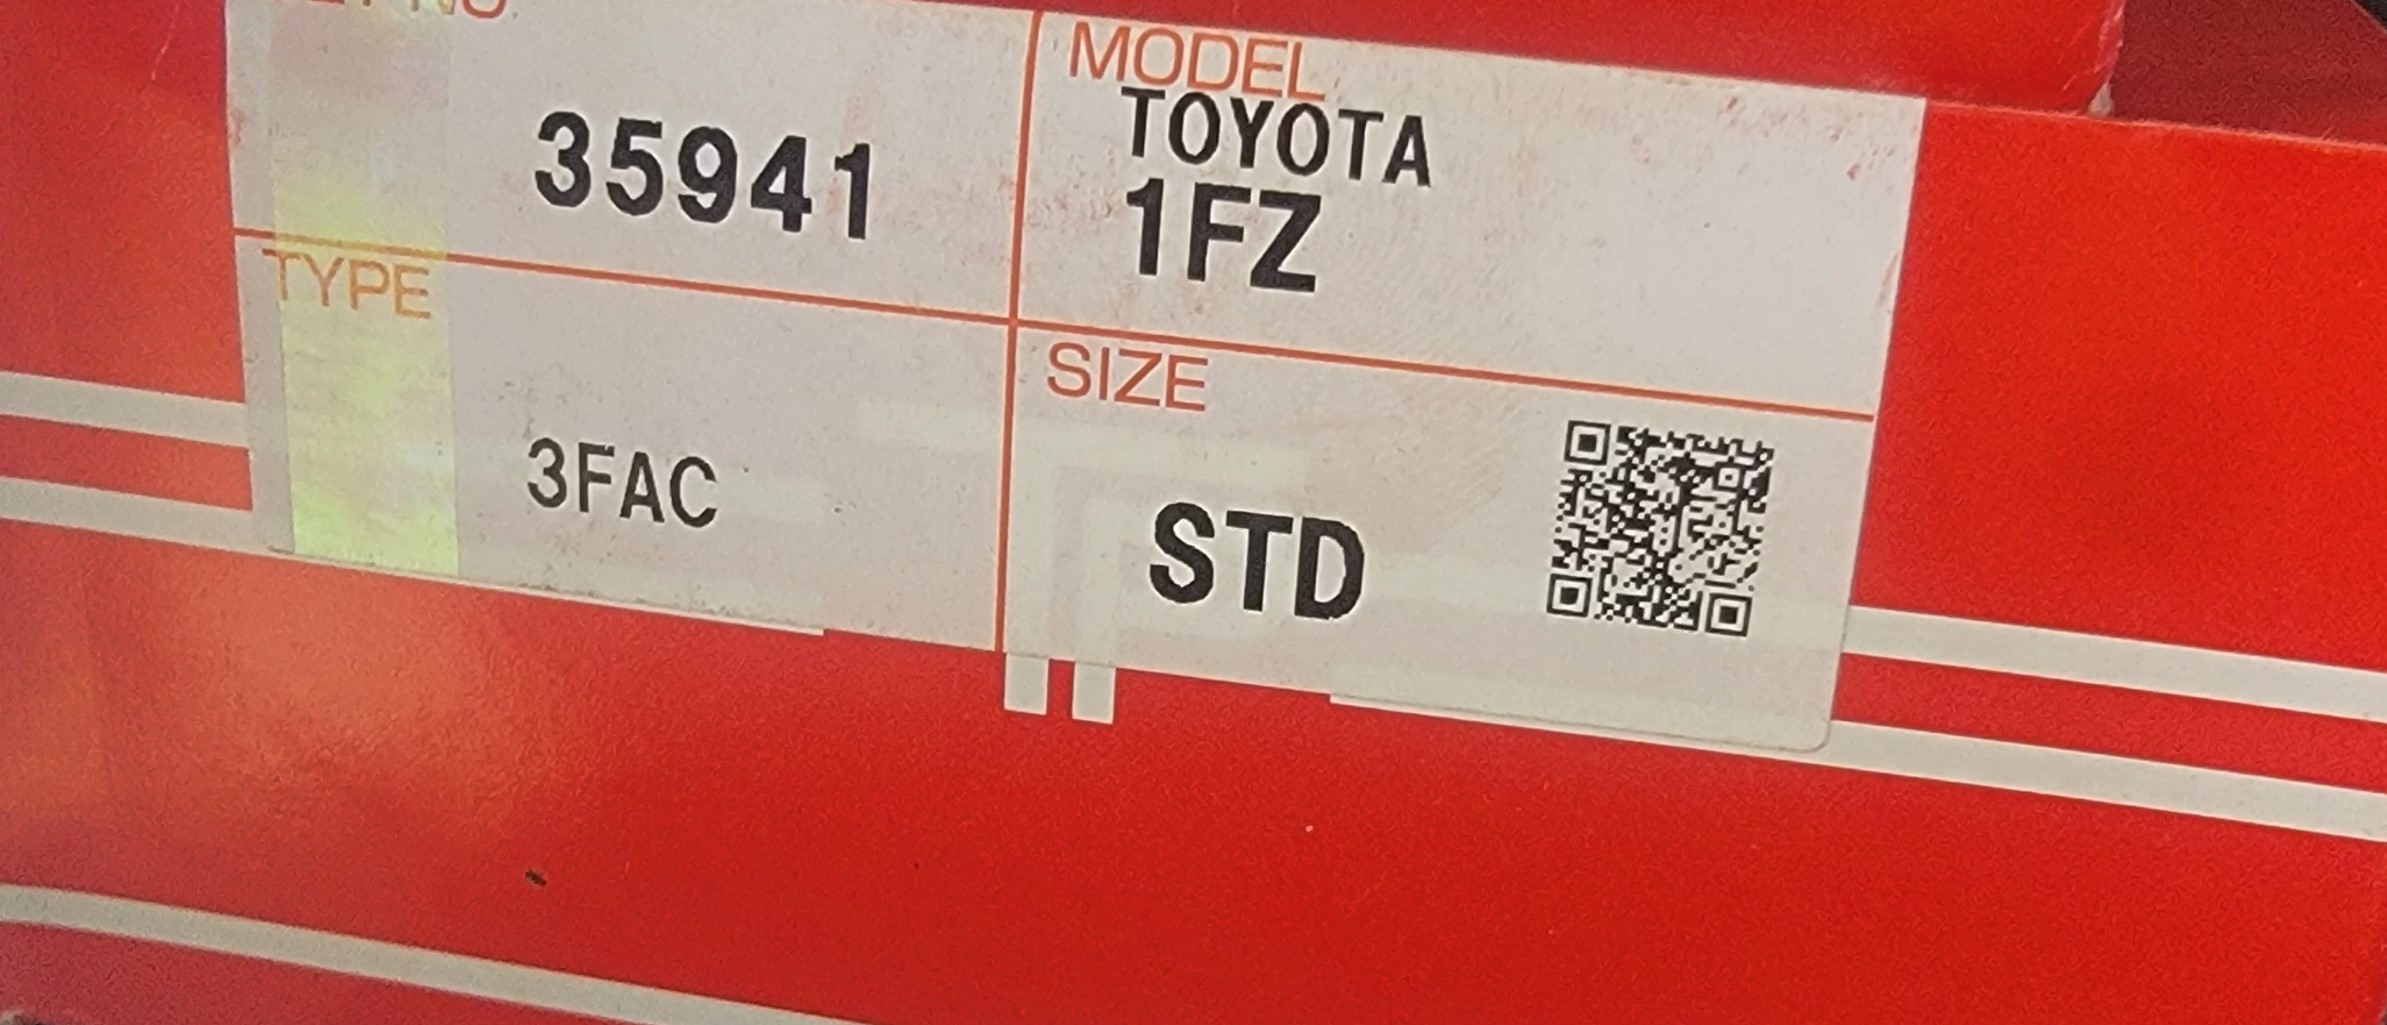 35941
MODEL
TOYOTA
1FZ
TYPE
3FAC
SIZE
STD